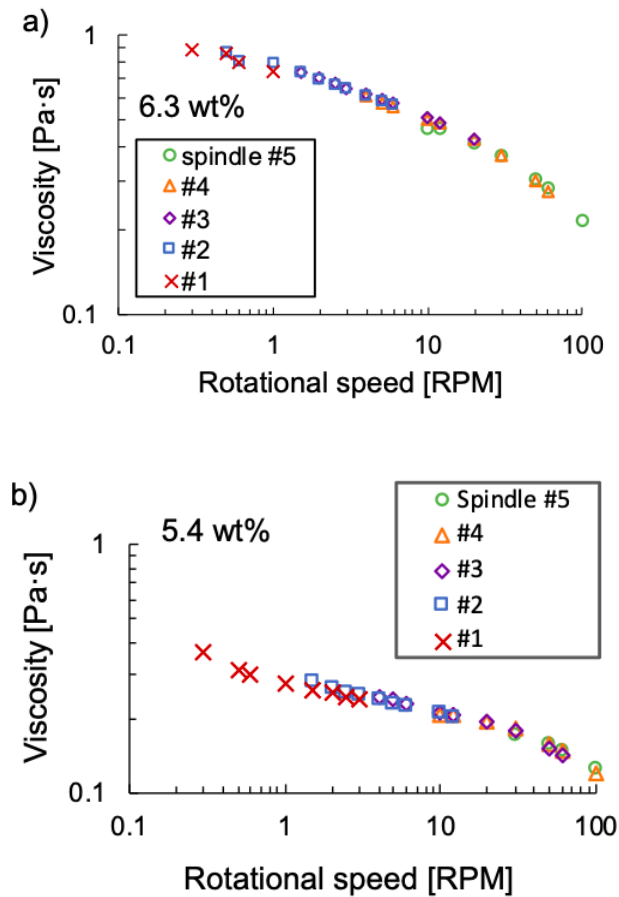 a)
1
Viscosity [Pa·s]
6.3 wt%
spindle #5
#4
#3
#2
#1
0.1
0.1
1
10
100
Rotational speed [RPM]
b)
Spindle #5
#4
#3
#2
#1
5.4 wt%
1
Viscosity [Pa·s]
0.1
0.1
1
10
100
Rotational speed [RPM]